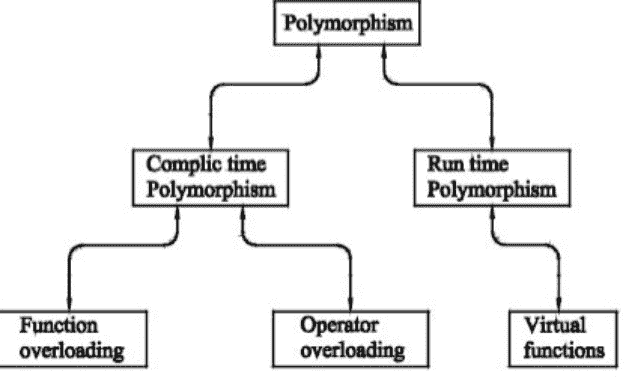 Polymorphism
Complic time
Polymorphism
Run time
Polymorphism
Function
overloading
Operator
overloading
Virtual
functions